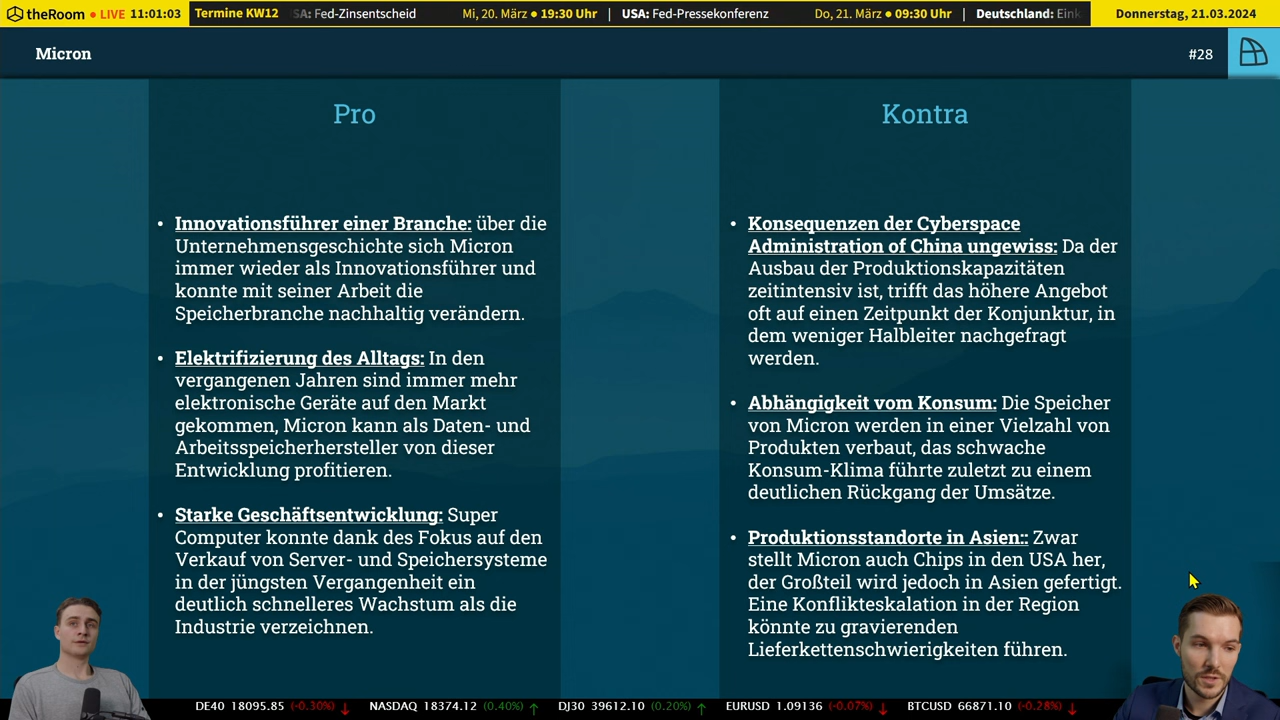 theRoom • LIVE 11:01:03
Termine KW12
SA: Fed-Zinsentscheid Mi, 20. März ● 19:30 Uhr | USA: Fed-Pressekonferenz Do, 21. März ● 09:30 Uhr | Deutschland: Eink
Donnerstag, 21.03.2024
Micron
#28
Pro
• Innovationsführer einer Branche: über die
Unternehmensgeschichte sich Micron
immer wieder als Innovationsführer und
konnte mit seiner Arbeit die
Speicherbranche nachhaltig verändern.
• Elektrifizierung des Alltags: In den
vergangenen Jahren sind immer mehr
elektronische Geräte auf den Markt
gekommen, Micron kann als Daten- und
Arbeitsspeicherhersteller von dieser
Entwicklung profitieren.
• Starke Geschäftsentwicklung: Super
Computer konnte dank des Fokus auf den
Verkauf von Server- und Speichersysteme
in der jüngsten Vergangenheit ein
deutlich schnelleres Wachstum als die
Industrie verzeichnen.
Kontra
• Konsequenzen der Cyberspace
Administration of China ungewiss: Da der
Ausbau der Produktionskapazitäten
zeitintensiv ist, trifft das höhere Angebot
oft auf einen Zeitpunkt der Konjunktur, in
dem weniger Halbleiter nachgefragt
werden.
• Abhängigkeit vom Konsum: Die Speicher
von Micron werden in einer Vielzahl von
Produkten verbaut, das schwache
Konsum-Klima führte zuletzt zu einem
deutlichen Rückgang der Umsätze.
• Produktionsstandorte in Asien:: Zwar
stellt Micron auch Chips in den USA her,
der Großteil wird jedoch in Asien gefertigt.
Eine Konflikteskalation in der Region
könnte zu gravierenden
Lieferkettenschwierigkeiten führen.
DE40 18095.85 (-0.30%) ↓ NASDAQ 18374.12 (0.40%) ↑ DJ30 39612.10 (0.20%) ↑ EURUSD 1.09136 (-0.07%) ↓ BTCUSD 66871.10 (-0.28%) ↓